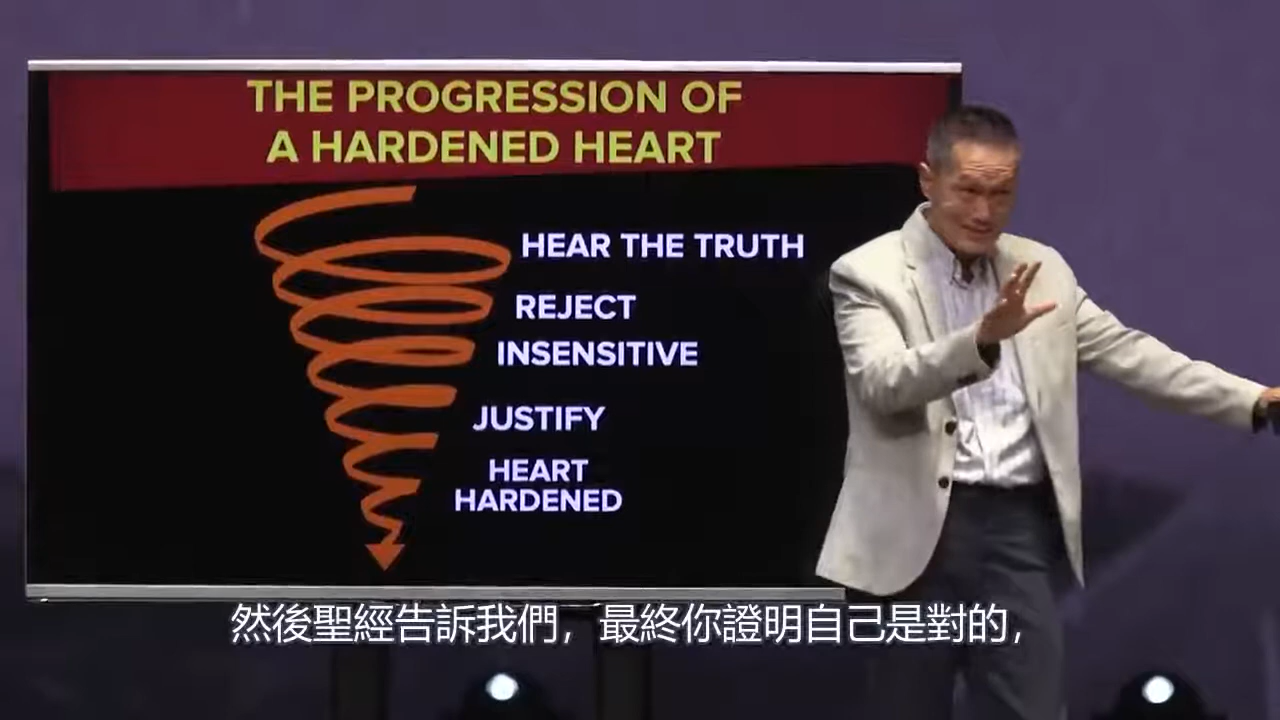 THE PROGRESSION OF
A HARDENED HEART
HEAR THE TRUTH
REJECT
INSENSITIVE
JUSTIFY
HEART
HARDENED
然後聖經告訴我們，最終你證明自己是對的，